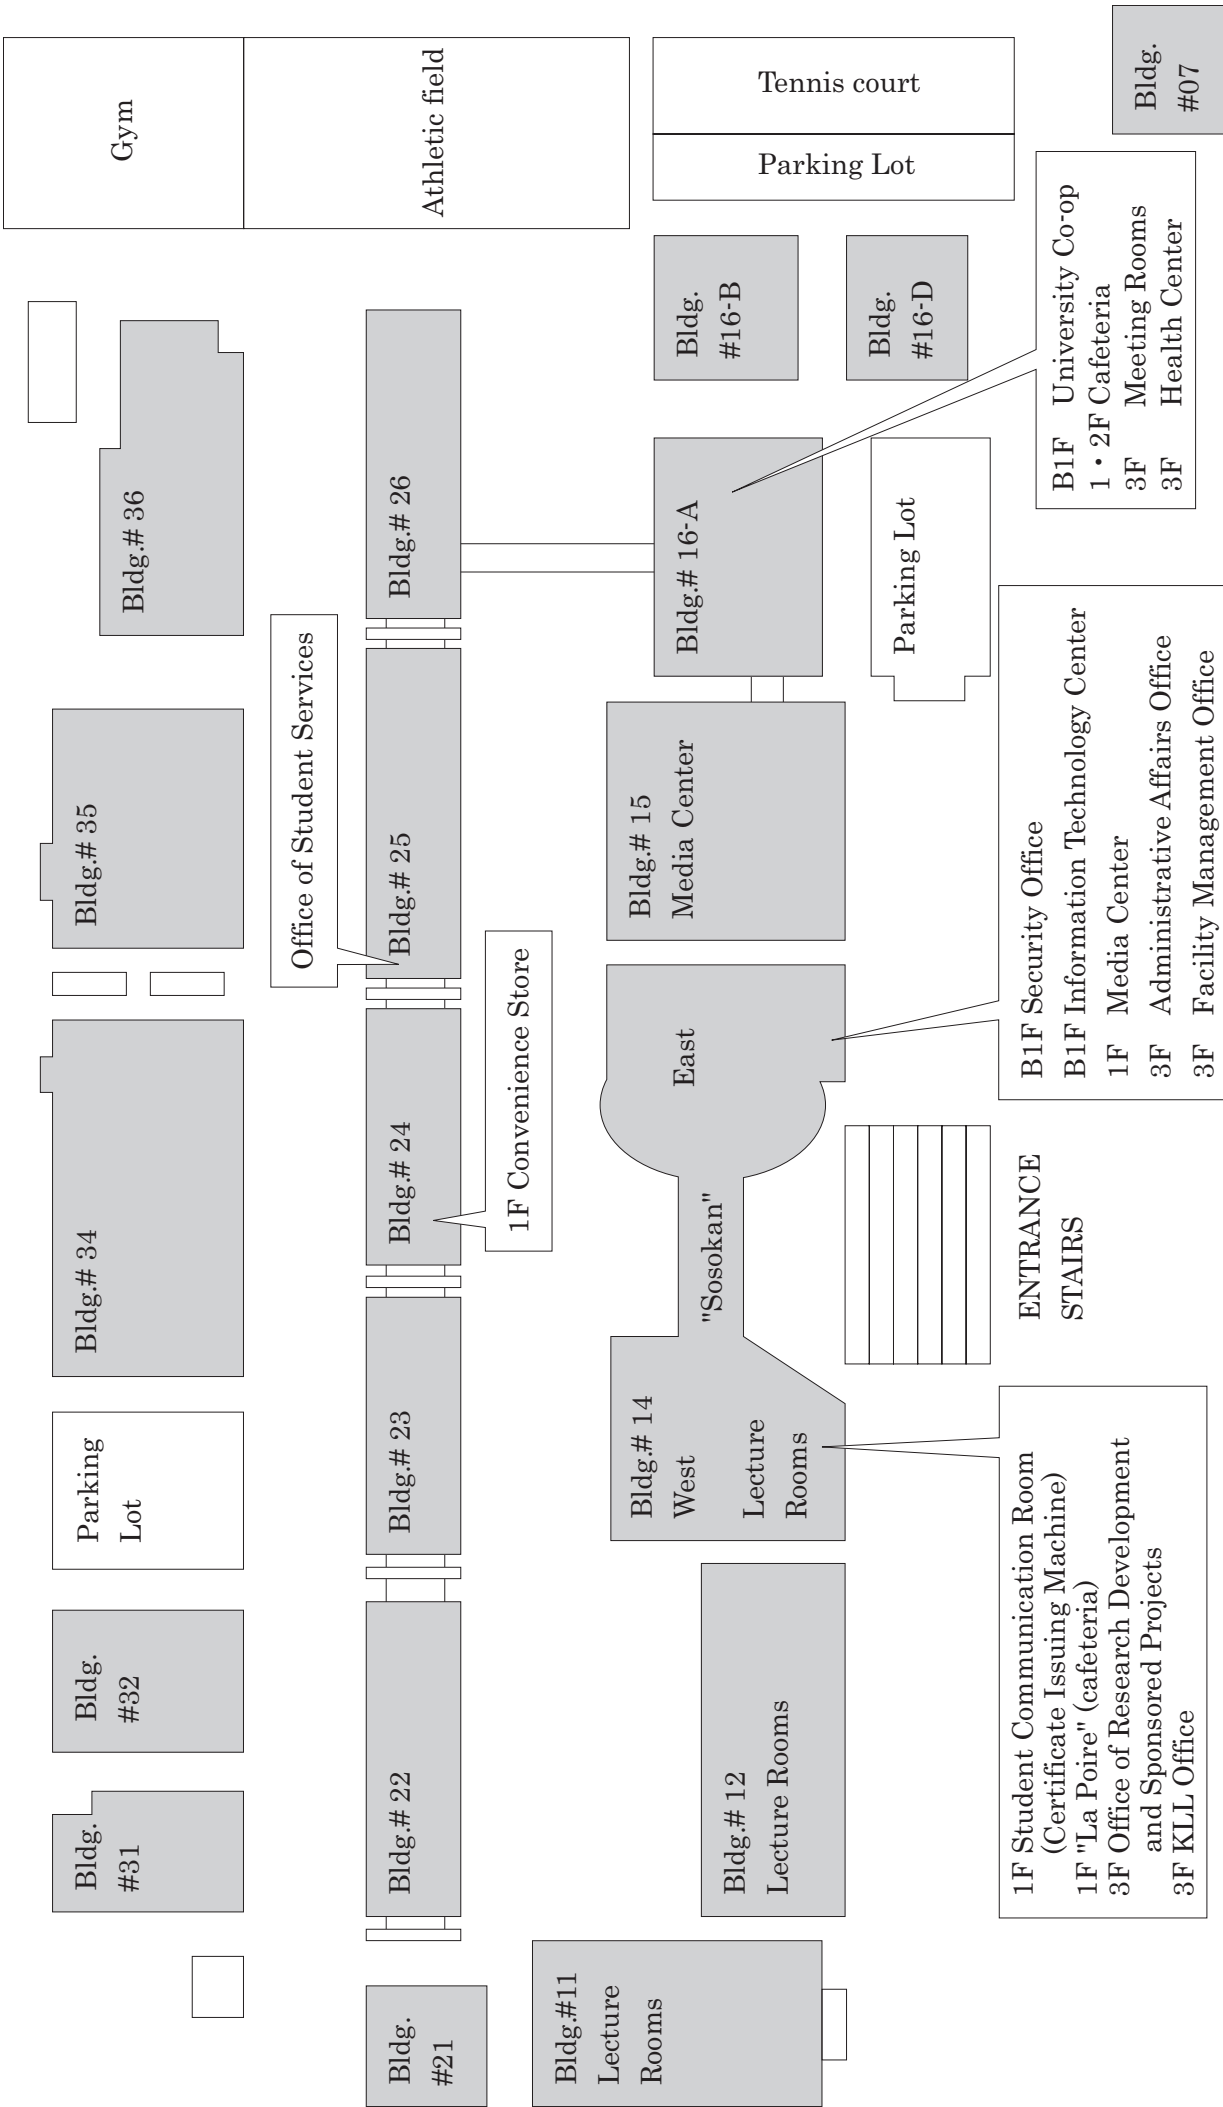 Gym
Athletic field
Tennis court
Parking Lot
Bldg.
#07
Bldg.
#31
Bldg.
#32
Parking
Lot
Bldg.# 34
Bldg.# 35
Bldg.# 36
Office of Student Services
Bldg.
#21
Bldg.# 22
Bldg.# 23
Bldg.# 24
Bldg.# 25
Bldg.# 26
1F Convenience Store
Bldg.#11
Lecture
Rooms
Bldg.# 12
Lecture Rooms
Bldg.# 14
West
Lecture
Rooms
"Sosokan"
East
Bldg.# 15
Media Center
Bldg.# 16-A
Bldg.
#16-B
Bldg.
#16-D
Parking Lot
ENTRANCE
STAIRS
1F Student Communication Room
(Certificate Issuing Machine)
1F "La Poire" (cafeteria)
3F Office of Research Development
and Sponsored Projects
3F KLL Office
B1F Security Office
B1F Information Technology Center
1F Media Center
3F Administrative Affairs Office
3F Facility Management Office
B1F University Co-op
1・2F Cafeteria
3F Meeting Rooms
3F Health Center